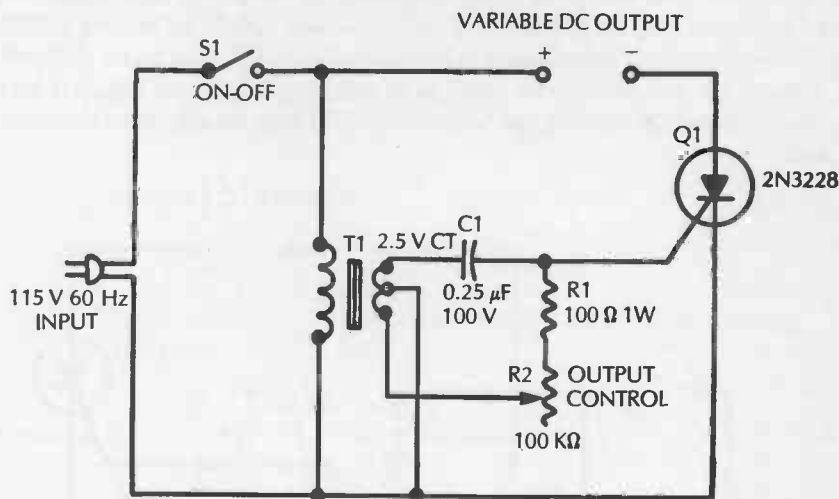 VARIABLE DC OUTPUT
S1
+
−
ON-OFF
Q1
2N3228
T1
2.5 V CT
C1
115 V 60 Hz
INPUT
0.25 μF
100 V
R1
100 Ω 1W
R2
OUTPUT
CONTROL
100 KΩ